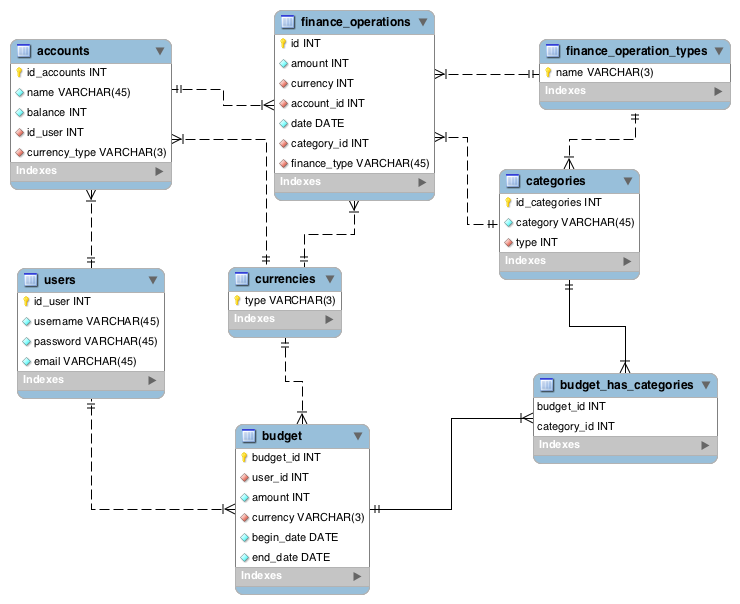 accounts
id_accounts INT
name VARCHAR(45)
balance INT
id_user INT
currency_type VARCHAR(3)
Indexes
finance_operations
id INT
amount INT
currency INT
account_id INT
date DATE
category_id INT
finance_type VARCHAR(45)
Indexes
finance_operation_types
name VARCHAR(3)
Indexes
categories
id_categories INT
category VARCHAR(45)
type INT
Indexes
users
id_user INT
username VARCHAR(45)
password VARCHAR(45)
email VARCHAR(45)
Indexes
currencies
type VARCHAR(3)
Indexes
budget_has_categories
budget_id INT
category_id INT
Indexes
budget
budget_id INT
user_id INT
amount INT
currency VARCHAR(3)
begin_date DATE
end_date DATE
Indexes